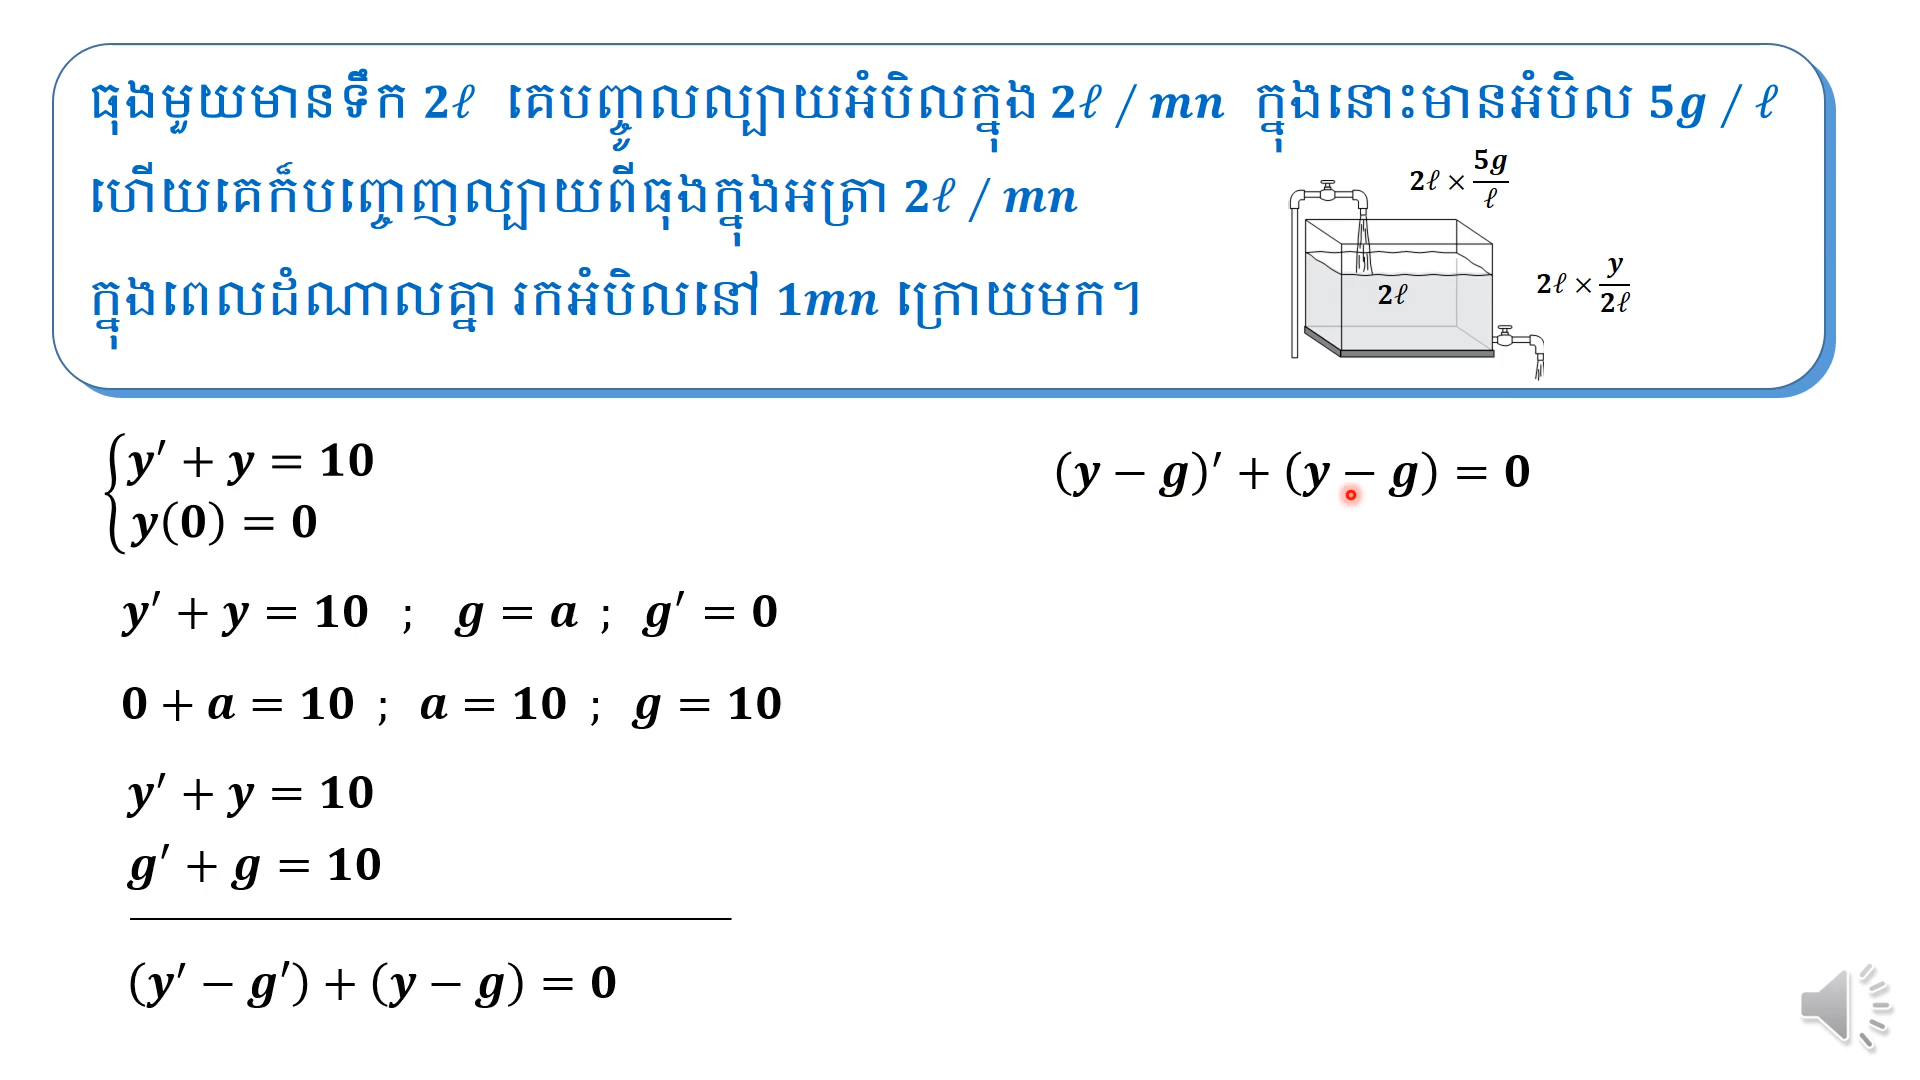 ធុងមួយមានទឹក 2ℓ គេបញ្ចូលល្បាយអំបិលក្នុង 2ℓ / mn ក្នុងនោះមានអំបិល 5g / ℓ
ហើយគេក៏បញ្ចេញល្បាយពីធុងក្នុងអត្រា 2ℓ / mn
ក្នុងពេលដំណាលគ្នា រកអំបិលនៅ 1mn ក្រោយមក។
2ℓ × 5g/ℓ
2ℓ × y/2ℓ
2ℓ
{y′ + y = 10
y(0) = 0
y′ + y = 10 ; g = a ; g′ = 0
0 + a = 10 ; a = 10 ; g = 10
y′ + y = 10
g′ + g = 10
(y′ − g′) + (y − g) = 0
(y − g)′ + (y − g) = 0